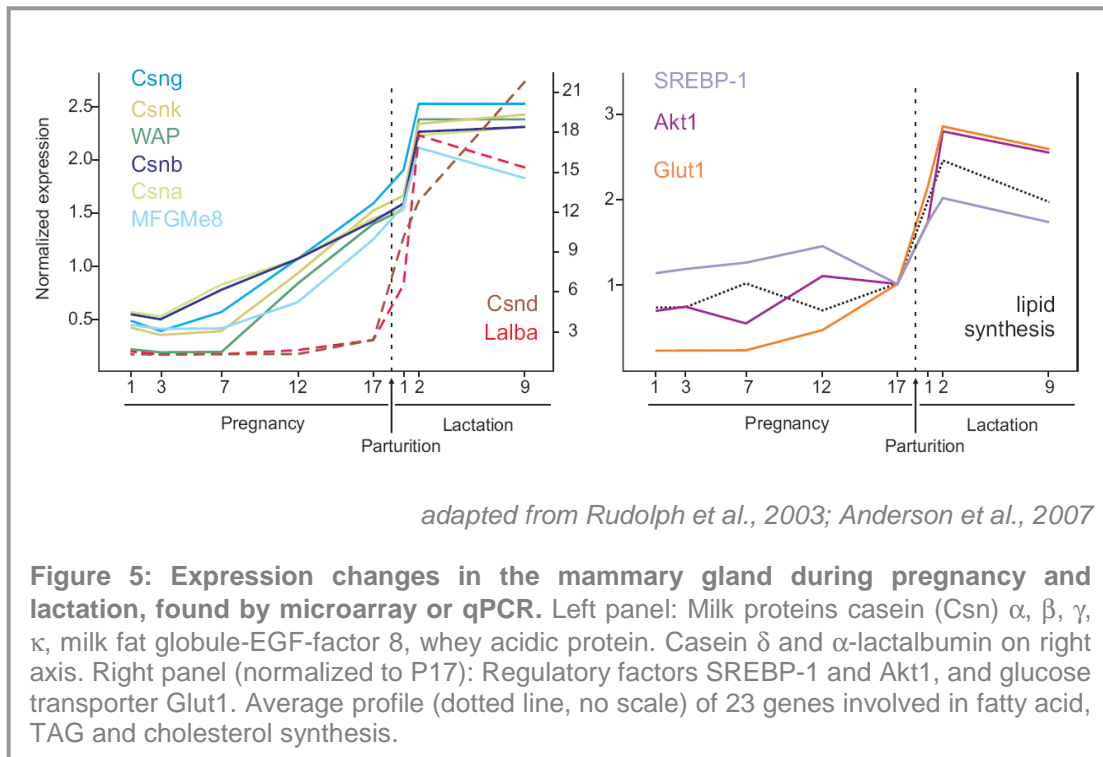 Csng
Csnk
WAP
Csnb
Csna
MFGMe8
Normalized expression
2.5
2.0
1.5
1.0
0.5
21
18
15
12
9
6
3
Csnd
Lalba
1 3 7 12 17 1 2 9
Pregnancy Lactation
Parturition
SREBP-1
Akt1
Glut1
3
2
1
lipid
synthesis
1 3 7 12 17 1 2 9
Pregnancy Lactation
Parturition
adapted from Rudolph et al., 2003; Anderson et al., 2007
Figure 5: Expression changes in the mammary gland during pregnancy and
lactation, found by microarray or qPCR. Left panel: Milk proteins casein (Csn) α, β, γ,
κ, milk fat globule-EGF-factor 8, whey acidic protein. Casein δ and α-lactalbumin on right
axis. Right panel (normalized to P17): Regulatory factors SREBP-1 and Akt1, and glucose
transporter Glut1. Average profile (dotted line, no scale) of 23 genes involved in fatty acid,
TAG and cholesterol synthesis.